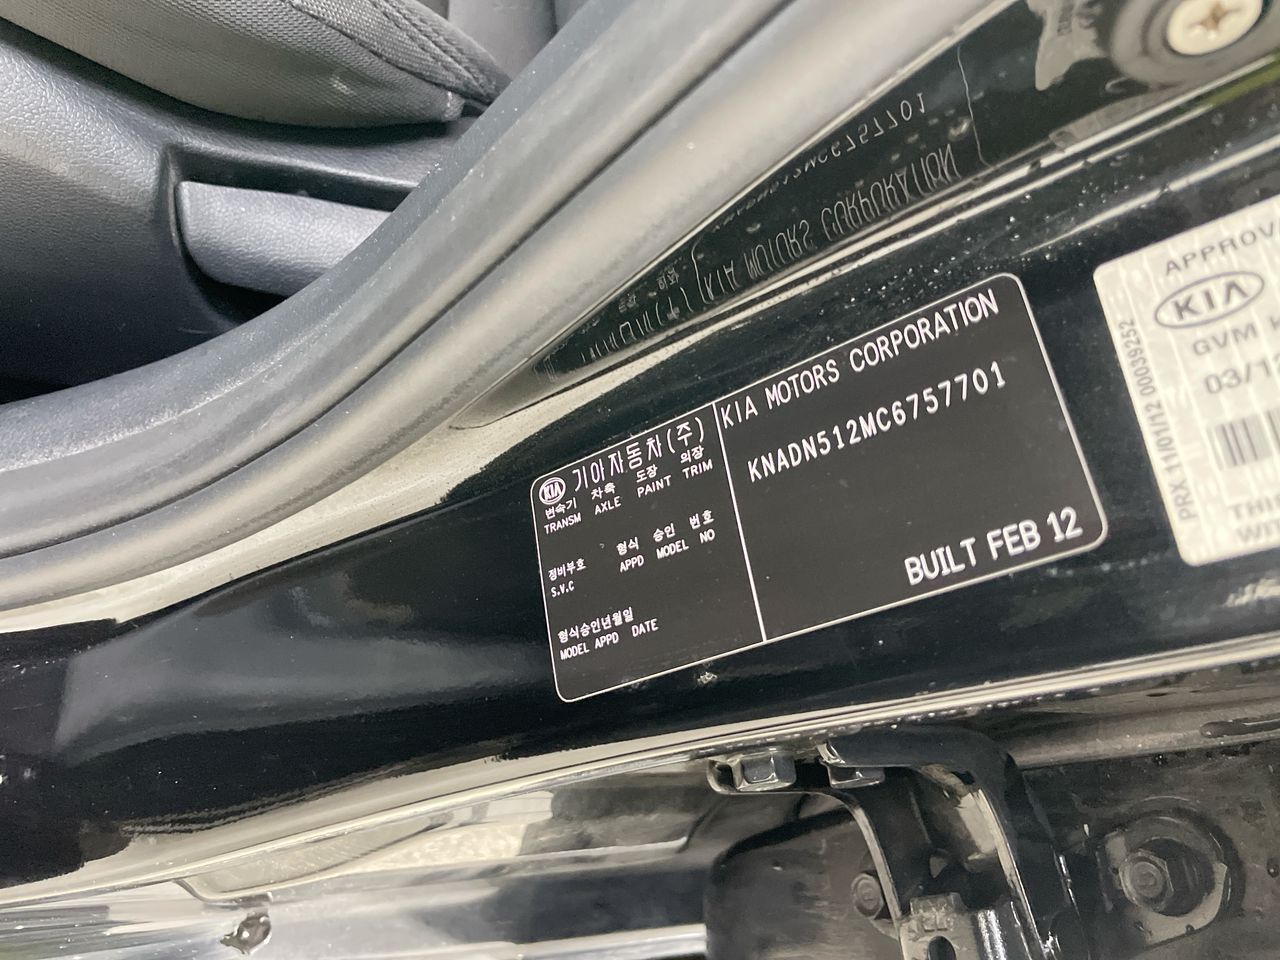 KIA 기아자동차(주)
변속기 차축 도장 의장
TRANSM AXLE PAINT TRIM
정비부호 형식 승인 번호
S.V.C APPD MODEL NO
형식승인년월일
MODEL APPD DATE
KIA MOTORS CORPORATION
KNADN512MC6757701
BUILT FEB 12
APPROVA
KIA
GVM
03/12
PRX 11/01/112 00039252
KIA MOTORS CORPORATION